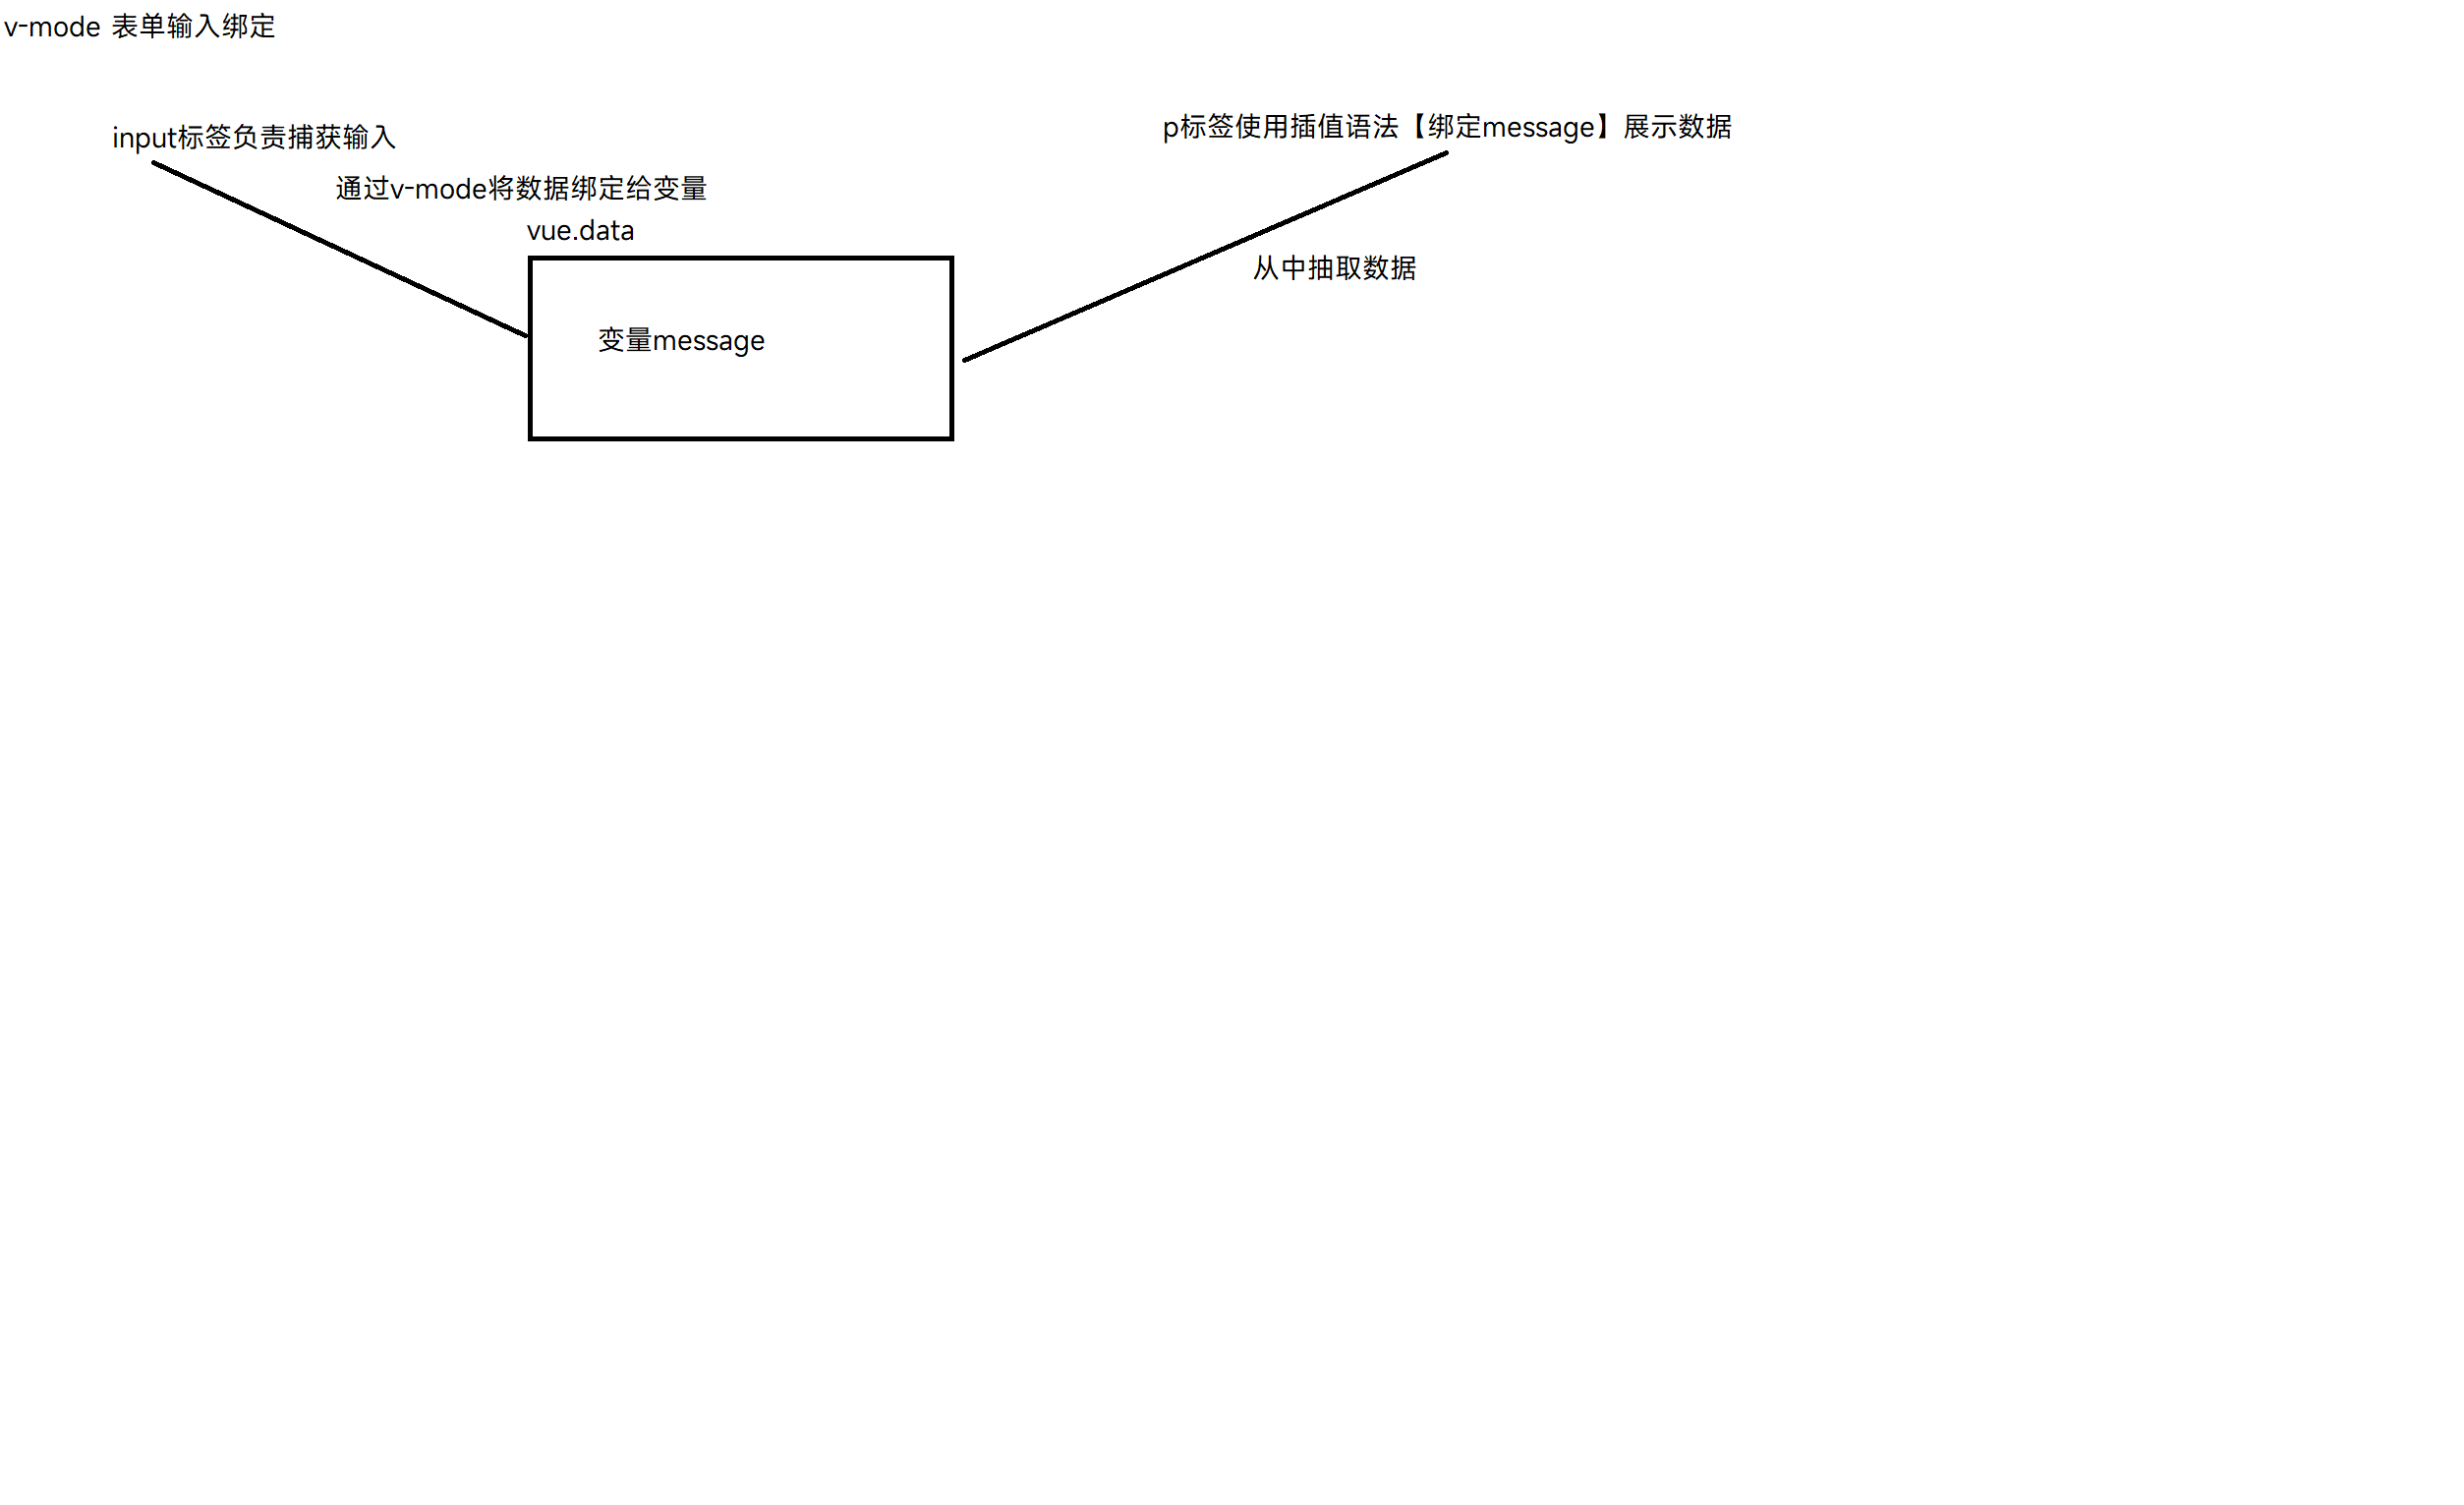 v-mode 表单输入绑定
input标签负责捕获输入
p标签使用插值语法【绑定message】展示数据
通过v-mode将数据绑定给变量
vue.data
从中抽取数据
变量message